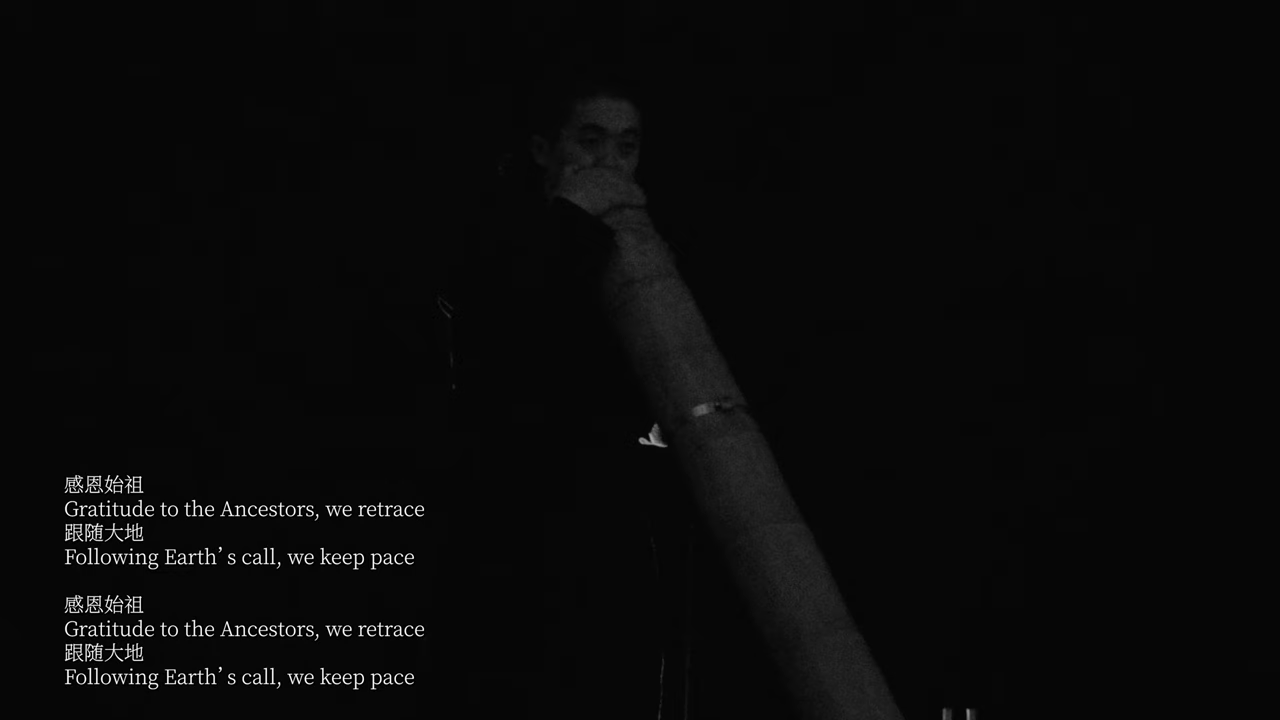 感恩始祖
Gratitude to the Ancestors, we retrace
跟随大地
Following Earth’s call, we keep pace
感恩始祖
Gratitude to the Ancestors, we retrace
跟随大地
Following Earth’s call, we keep pace